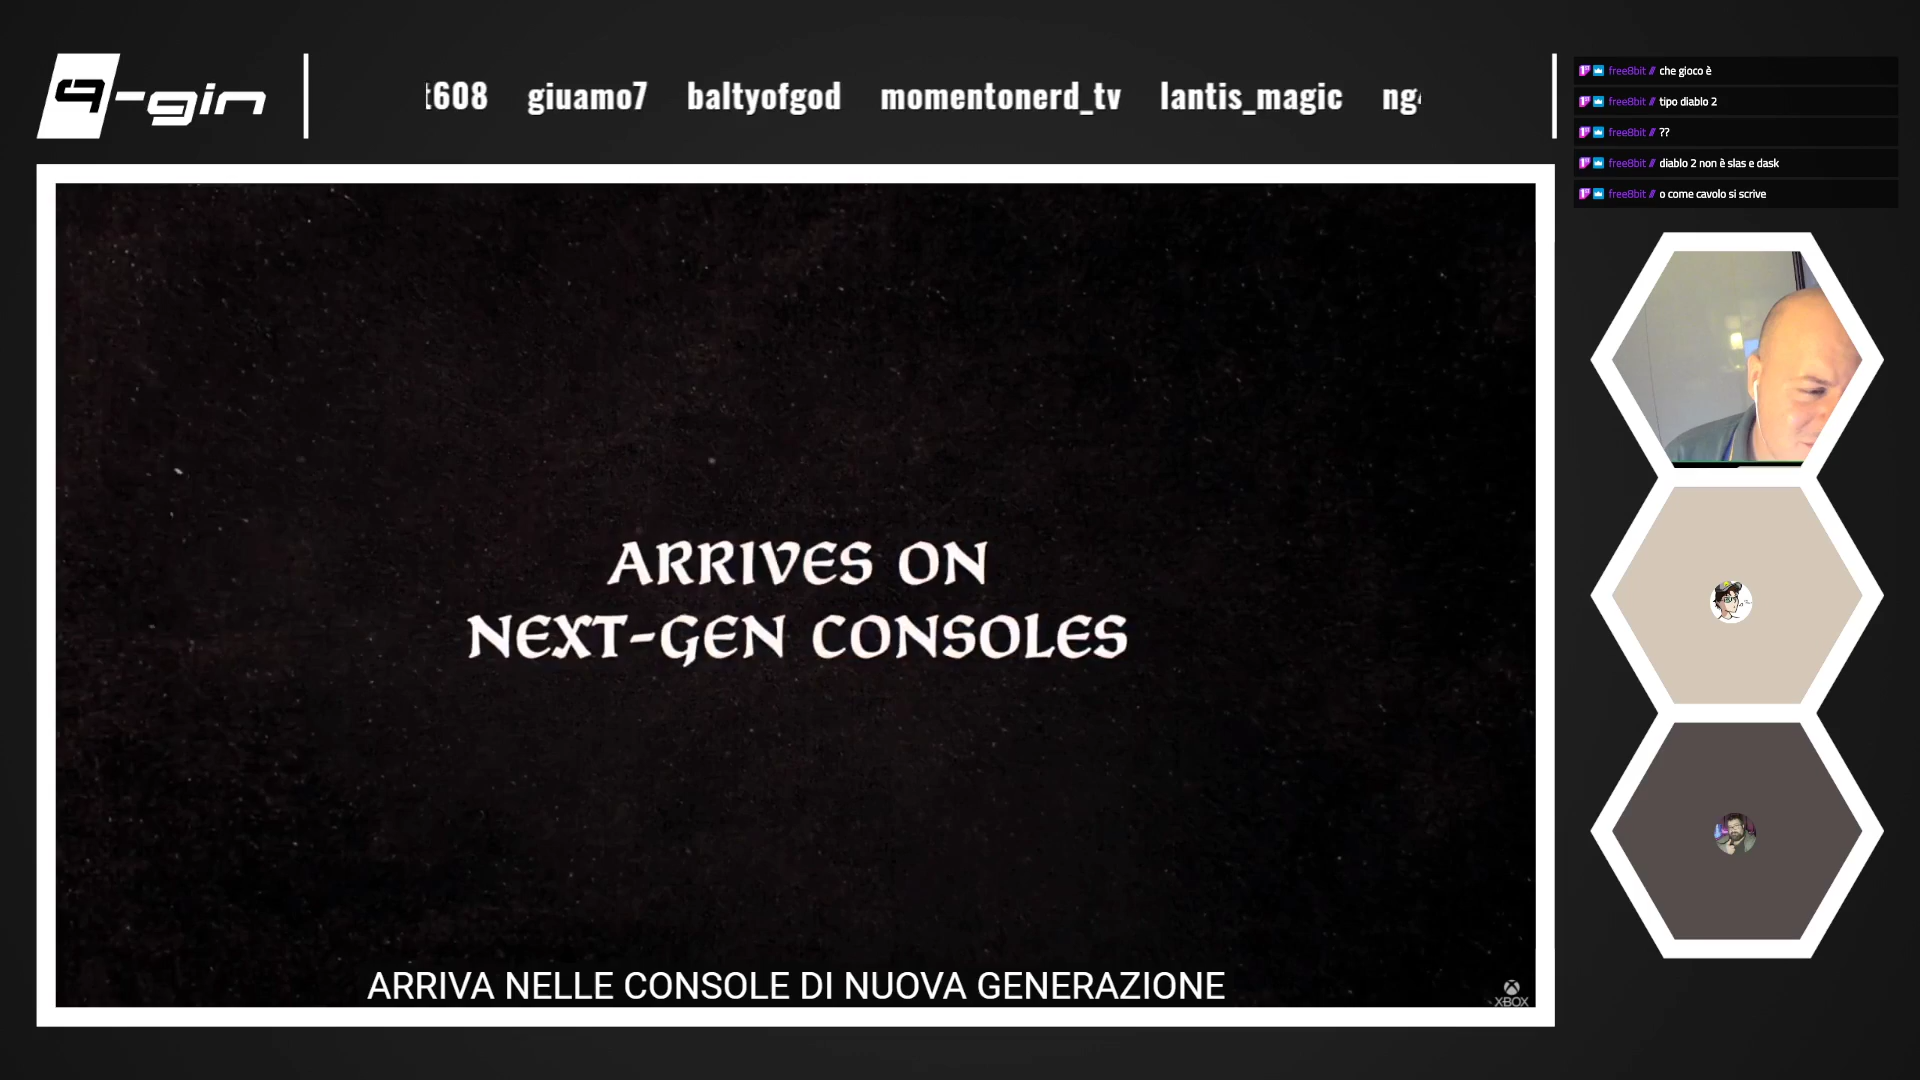 9-gin
t608 giuamo7 baltyofgod momentonerd_tv lantis_magic ng
free8bit // che gioco è
free8bit // tipo diablo 2
free8bit // ??
free8bit // diablo 2 non è slas e dask
free8bit // o come cavolo si scrive
ARRIVES ON
NEXT-GEN CONSOLES
ARRIVA NELLE CONSOLE DI NUOVA GENERAZIONE
XBOX